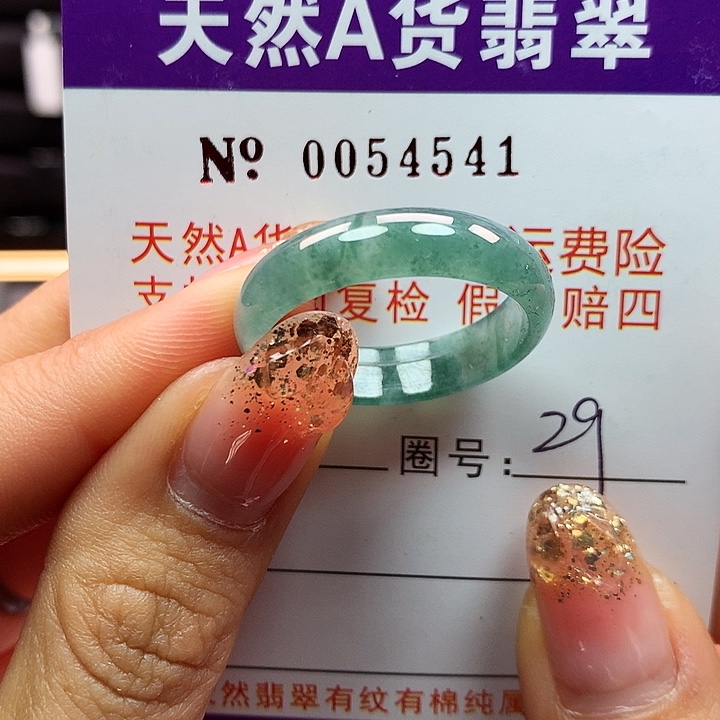 天然A货翡翠
Nº 0054541
天然A货 运费险
支 复检 假 赔四
圈号: 29
然翡翠有纹有棉纯属